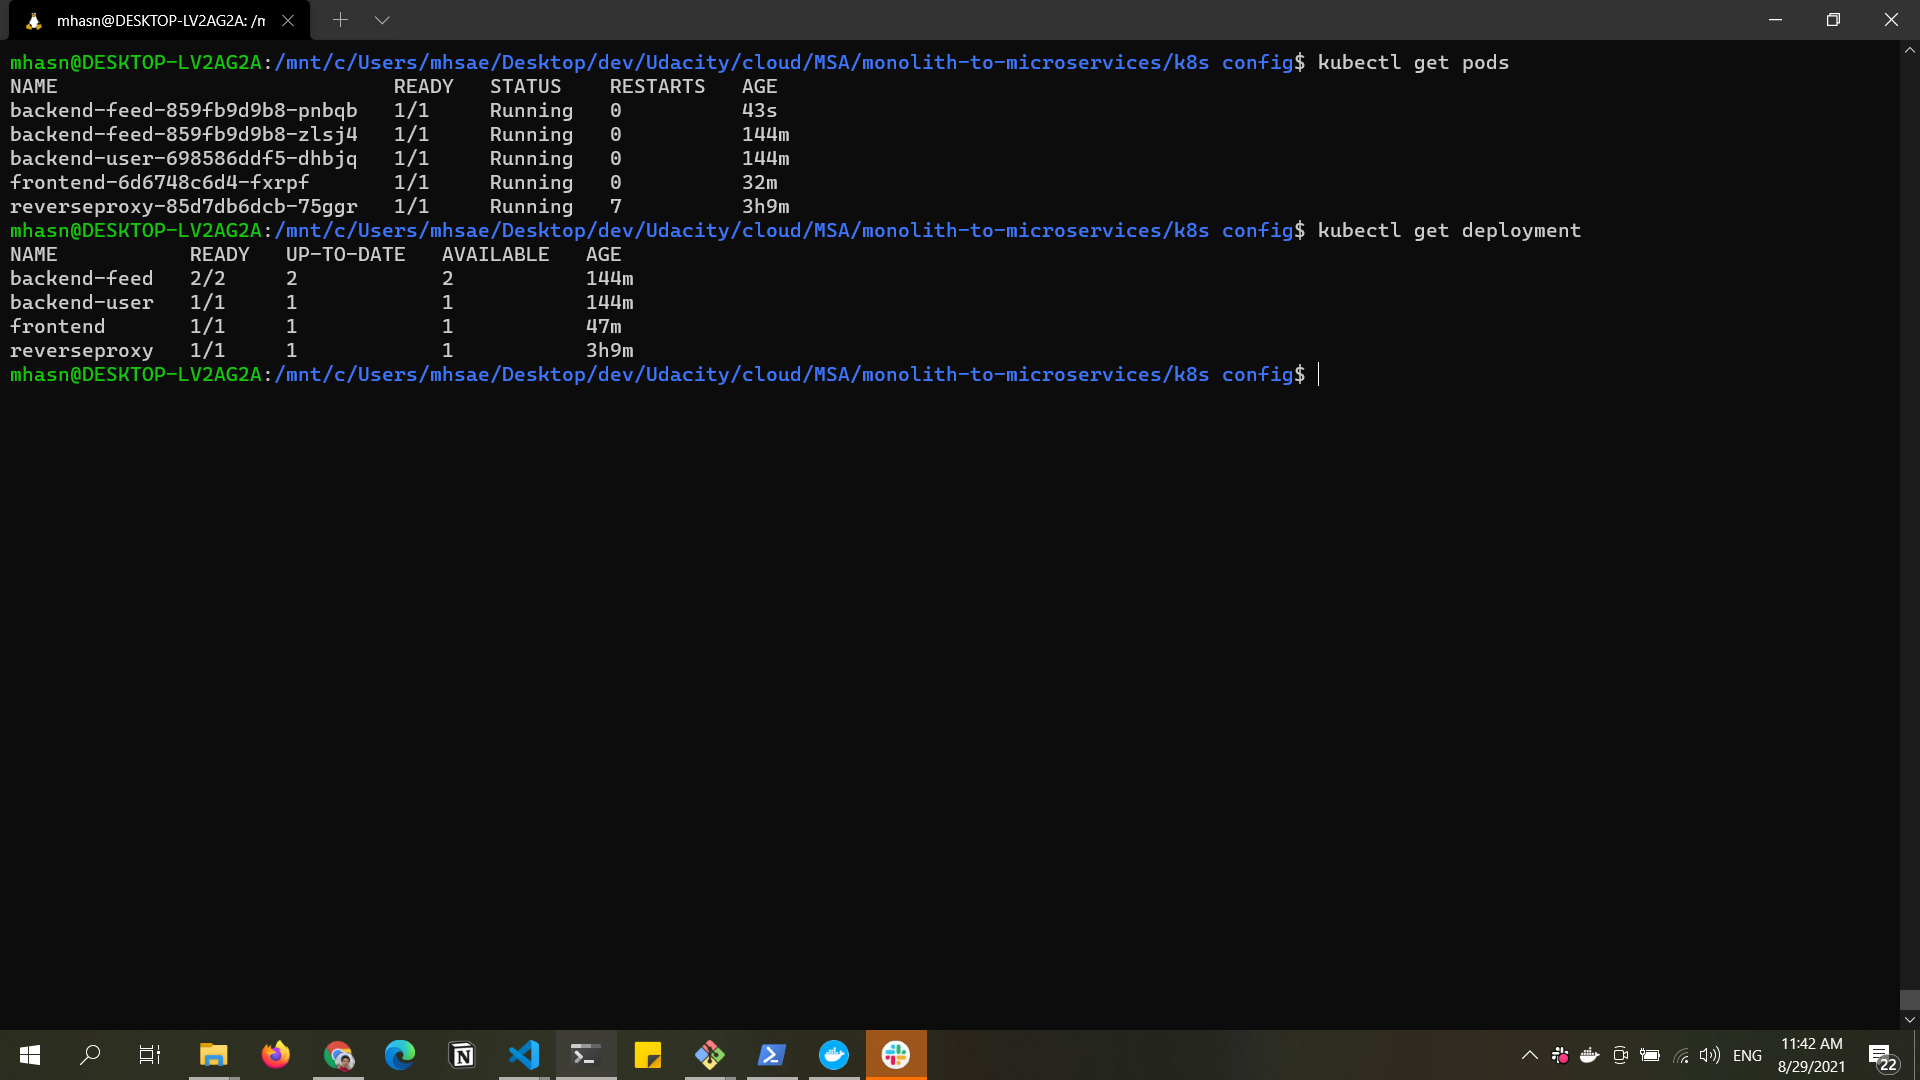 mhasn@DESKTOP-LV2AG2A: /m
mhasn@DESKTOP-LV2AG2A:/mnt/c/Users/mhsae/Desktop/dev/Udacity/cloud/MSA/monolith-to-microservices/k8s config$ kubectl get pods
NAME READY STATUS RESTARTS AGE
backend-feed-859fb9d9b8-pnbqb 1/1 Running 0 43s
backend-feed-859fb9d9b8-zlsj4 1/1 Running 0 144m
backend-user-698586ddf5-dhbjq 1/1 Running 0 144m
frontend-6d6748c6d4-fxrpf 1/1 Running 0 32m
reverseproxy-85d7db6dcb-75ggr 1/1 Running 7 3h9m
mhasn@DESKTOP-LV2AG2A:/mnt/c/Users/mhsae/Desktop/dev/Udacity/cloud/MSA/monolith-to-microservices/k8s config$ kubectl get deployment
NAME READY UP-TO-DATE AVAILABLE AGE
backend-feed 2/2 2 2 144m
backend-user 1/1 1 1 144m
frontend 1/1 1 1 47m
reverseproxy 1/1 1 1 3h9m
mhasn@DESKTOP-LV2AG2A:/mnt/c/Users/mhsae/Desktop/dev/Udacity/cloud/MSA/monolith-to-microservices/k8s config$
ENG
11:42 AM
8/29/2021
22